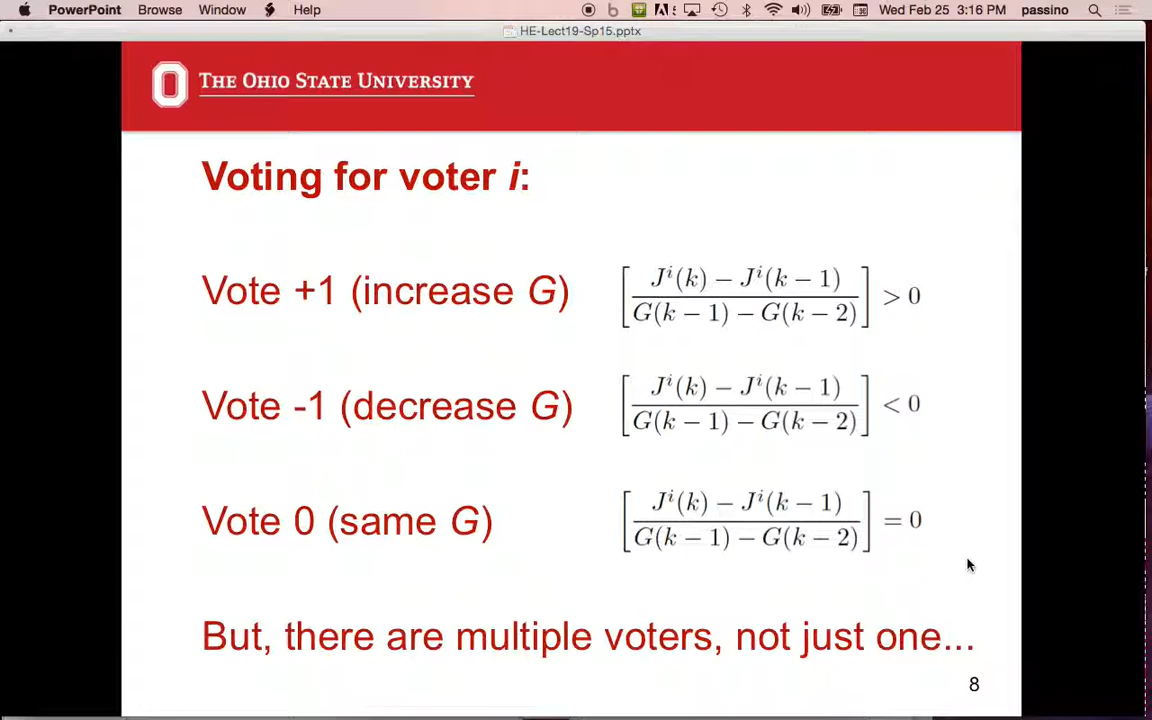 PowerPoint Browse Window Help Wed Feb 25 3:16 PM passino
HE-Lect19-Sp15.pptx
THE OHIO STATE UNIVERSITY
Voting for voter i:
Vote +1 (increase G) [J^i(k) − J^i(k − 1) / G(k − 1) − G(k − 2)] > 0
Vote -1 (decrease G) [J^i(k) − J^i(k − 1) / G(k − 1) − G(k − 2)] < 0
Vote 0 (same G) [J^i(k) − J^i(k − 1) / G(k − 1) − G(k − 2)] = 0
But, there are multiple voters, not just one...
8